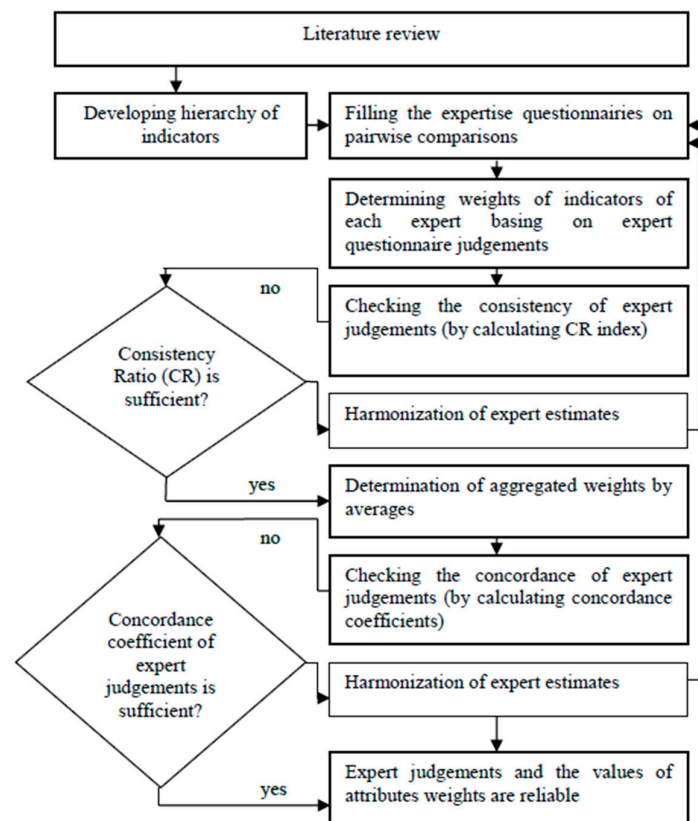 Literature review
Developing hierarchy of
indicators
Filling the expertise questionnairies on
pairwise comparisons
Determining weights of indicators of
each expert basing on expert
questionnaire judgements
no
Checking the consistency of expert
judgements (by calculating CR index)
Consistency
Ratio (CR) is
sufficient?
Harmonization of expert estimates
yes
Determination of aggregated weights by
averages
no
Checking the concordance of expert
judgements (by calculating concordance
coefficients)
Concordance
coefficient of
expert
judgements is
sufficient?
Harmonization of expert estimates
yes
Expert judgements and the values of
attributes weights are reliable